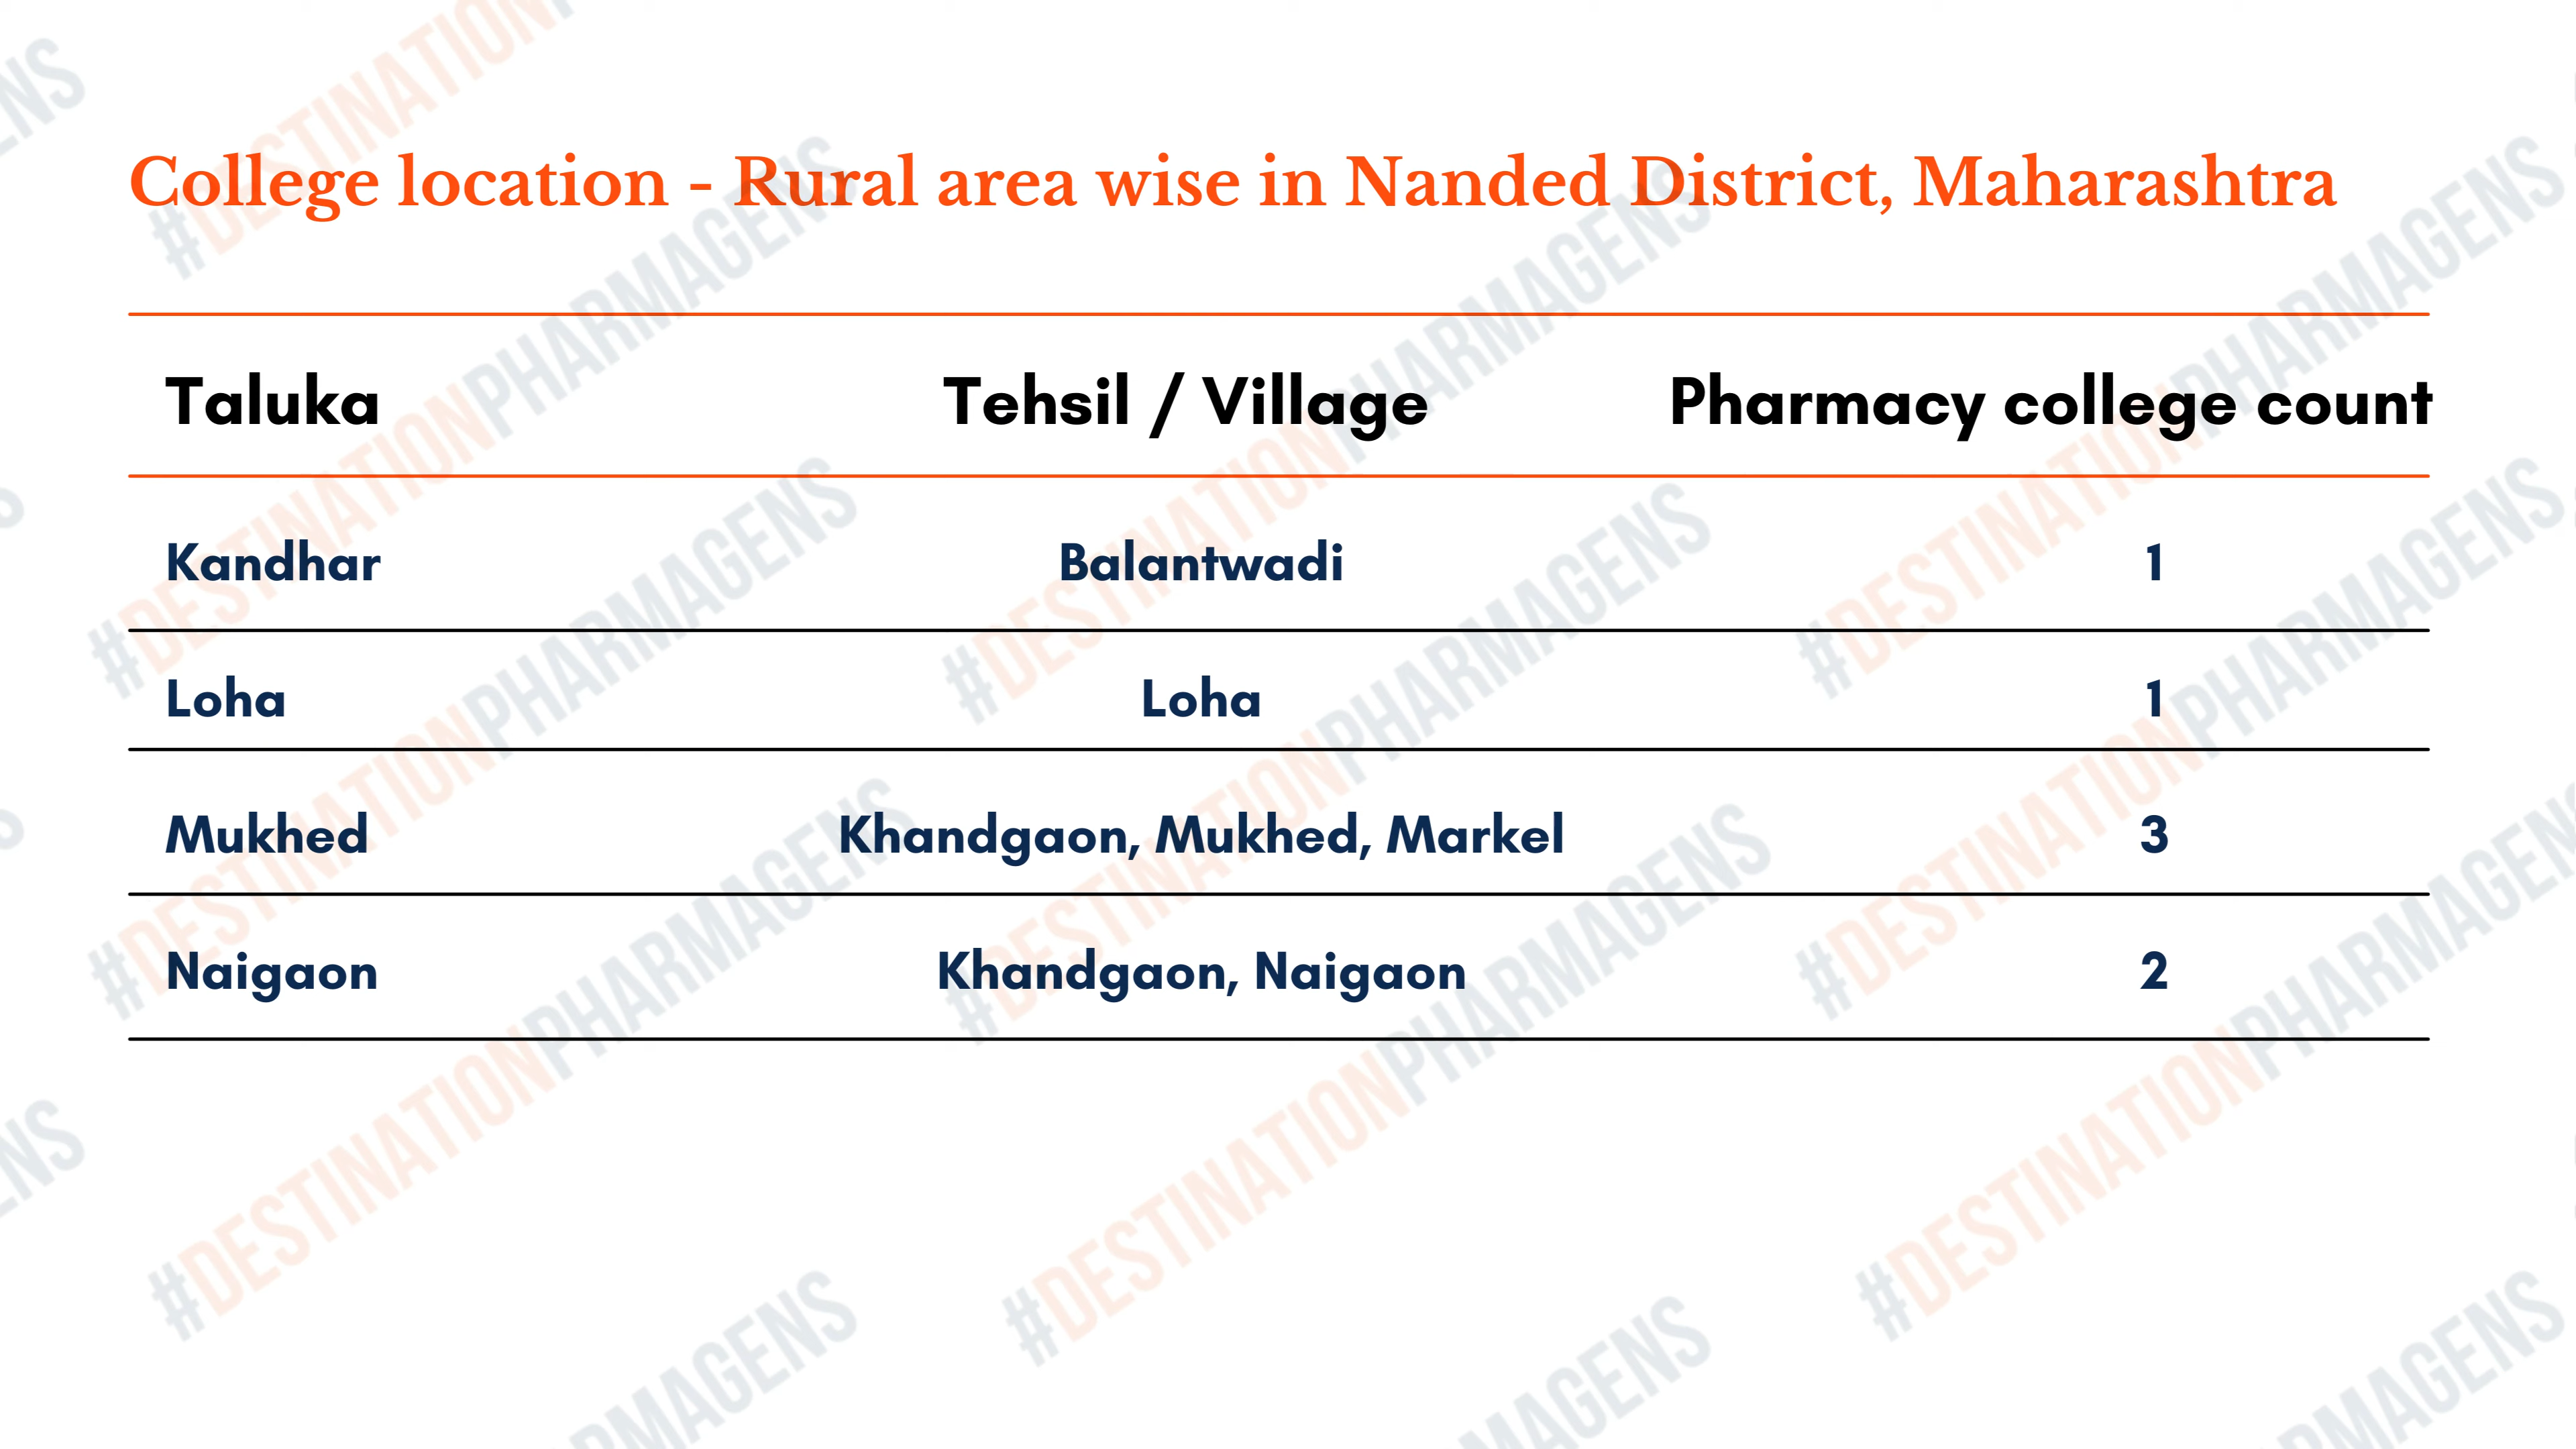 College location - Rural area wise in Nanded District, Maharashtra
Taluka Tehsil / Village Pharmacy college count
Kandhar Balantwadi 1
Loha Loha 1
Mukhed Khandgaon, Mukhed, Markel 3
Naigaon Khandgaon, Naigaon 2
#DESTINATIONPHARMAGENS